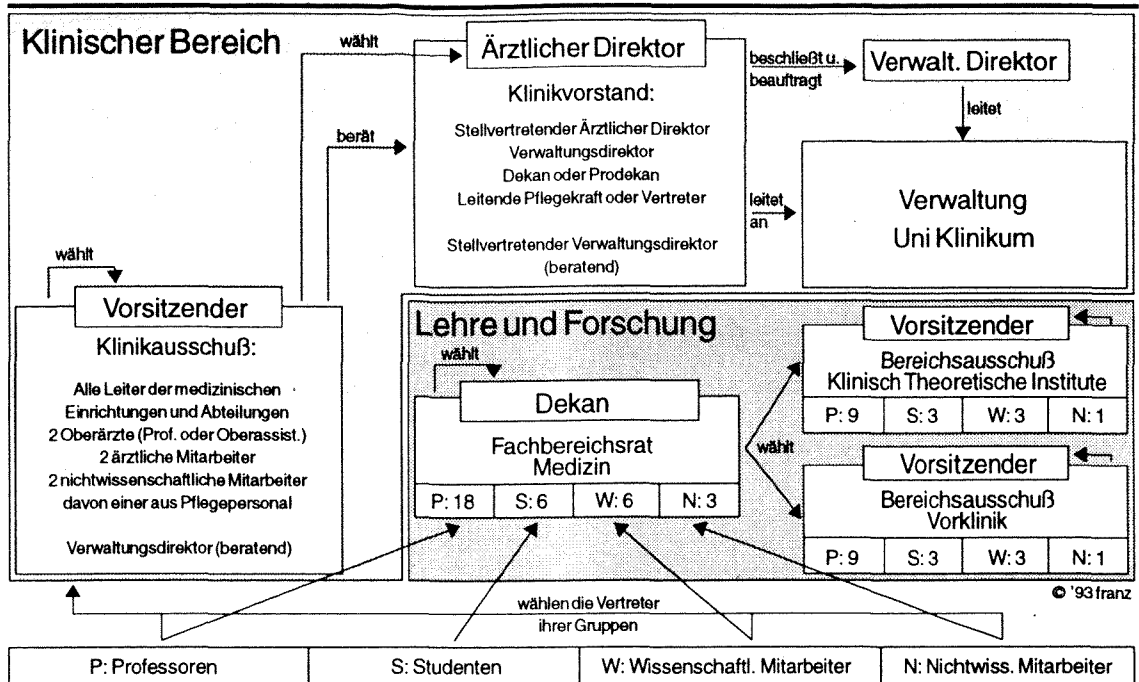 Klinischer Bereich
wählt
Ärztlicher Direktor
beschließt u.
beauftragt
Verwalt. Direktor
Klinikvorstand:
Stellvertretender Ärztlicher Direktor
Verwaltungsdirektor
Dekan oder Prodekan
Leitende Pflegekraft oder Vertreter
Stellvertretender Verwaltungsdirektor
(beratend)
berät
leitet
leitet
an
Verwaltung
Uni Klinikum
wählt
Vorsitzender
Klinikausschuß:
Alle Leiter der medizinischen
Einrichtungen und Abteilungen
2 Oberärzte (Prof. oder Oberassist.)
2 ärztliche Mitarbeiter
2 nichtwissenschaftliche Mitarbeiter
davon einer aus Pflegepersonal
Verwaltungsdirektor (beratend)
Lehre und Forschung
wählt
Dekan
Fachbereichsrat
Medizin
P: 18 S: 6 W: 6 N: 3
wählt
Vorsitzender
Bereichsausschuß
Klinisch Theoretische Institute
P: 9 S: 3 W: 3 N: 1
Vorsitzender
Bereichsausschuß
Vorklinik
P: 9 S: 3 W: 3 N: 1
© '93 franz
wählen die Vertreter
ihrer Gruppen
P: Professoren S: Studenten W: Wissenschaftl. Mitarbeiter N: Nichtwiss. Mitarbeiter